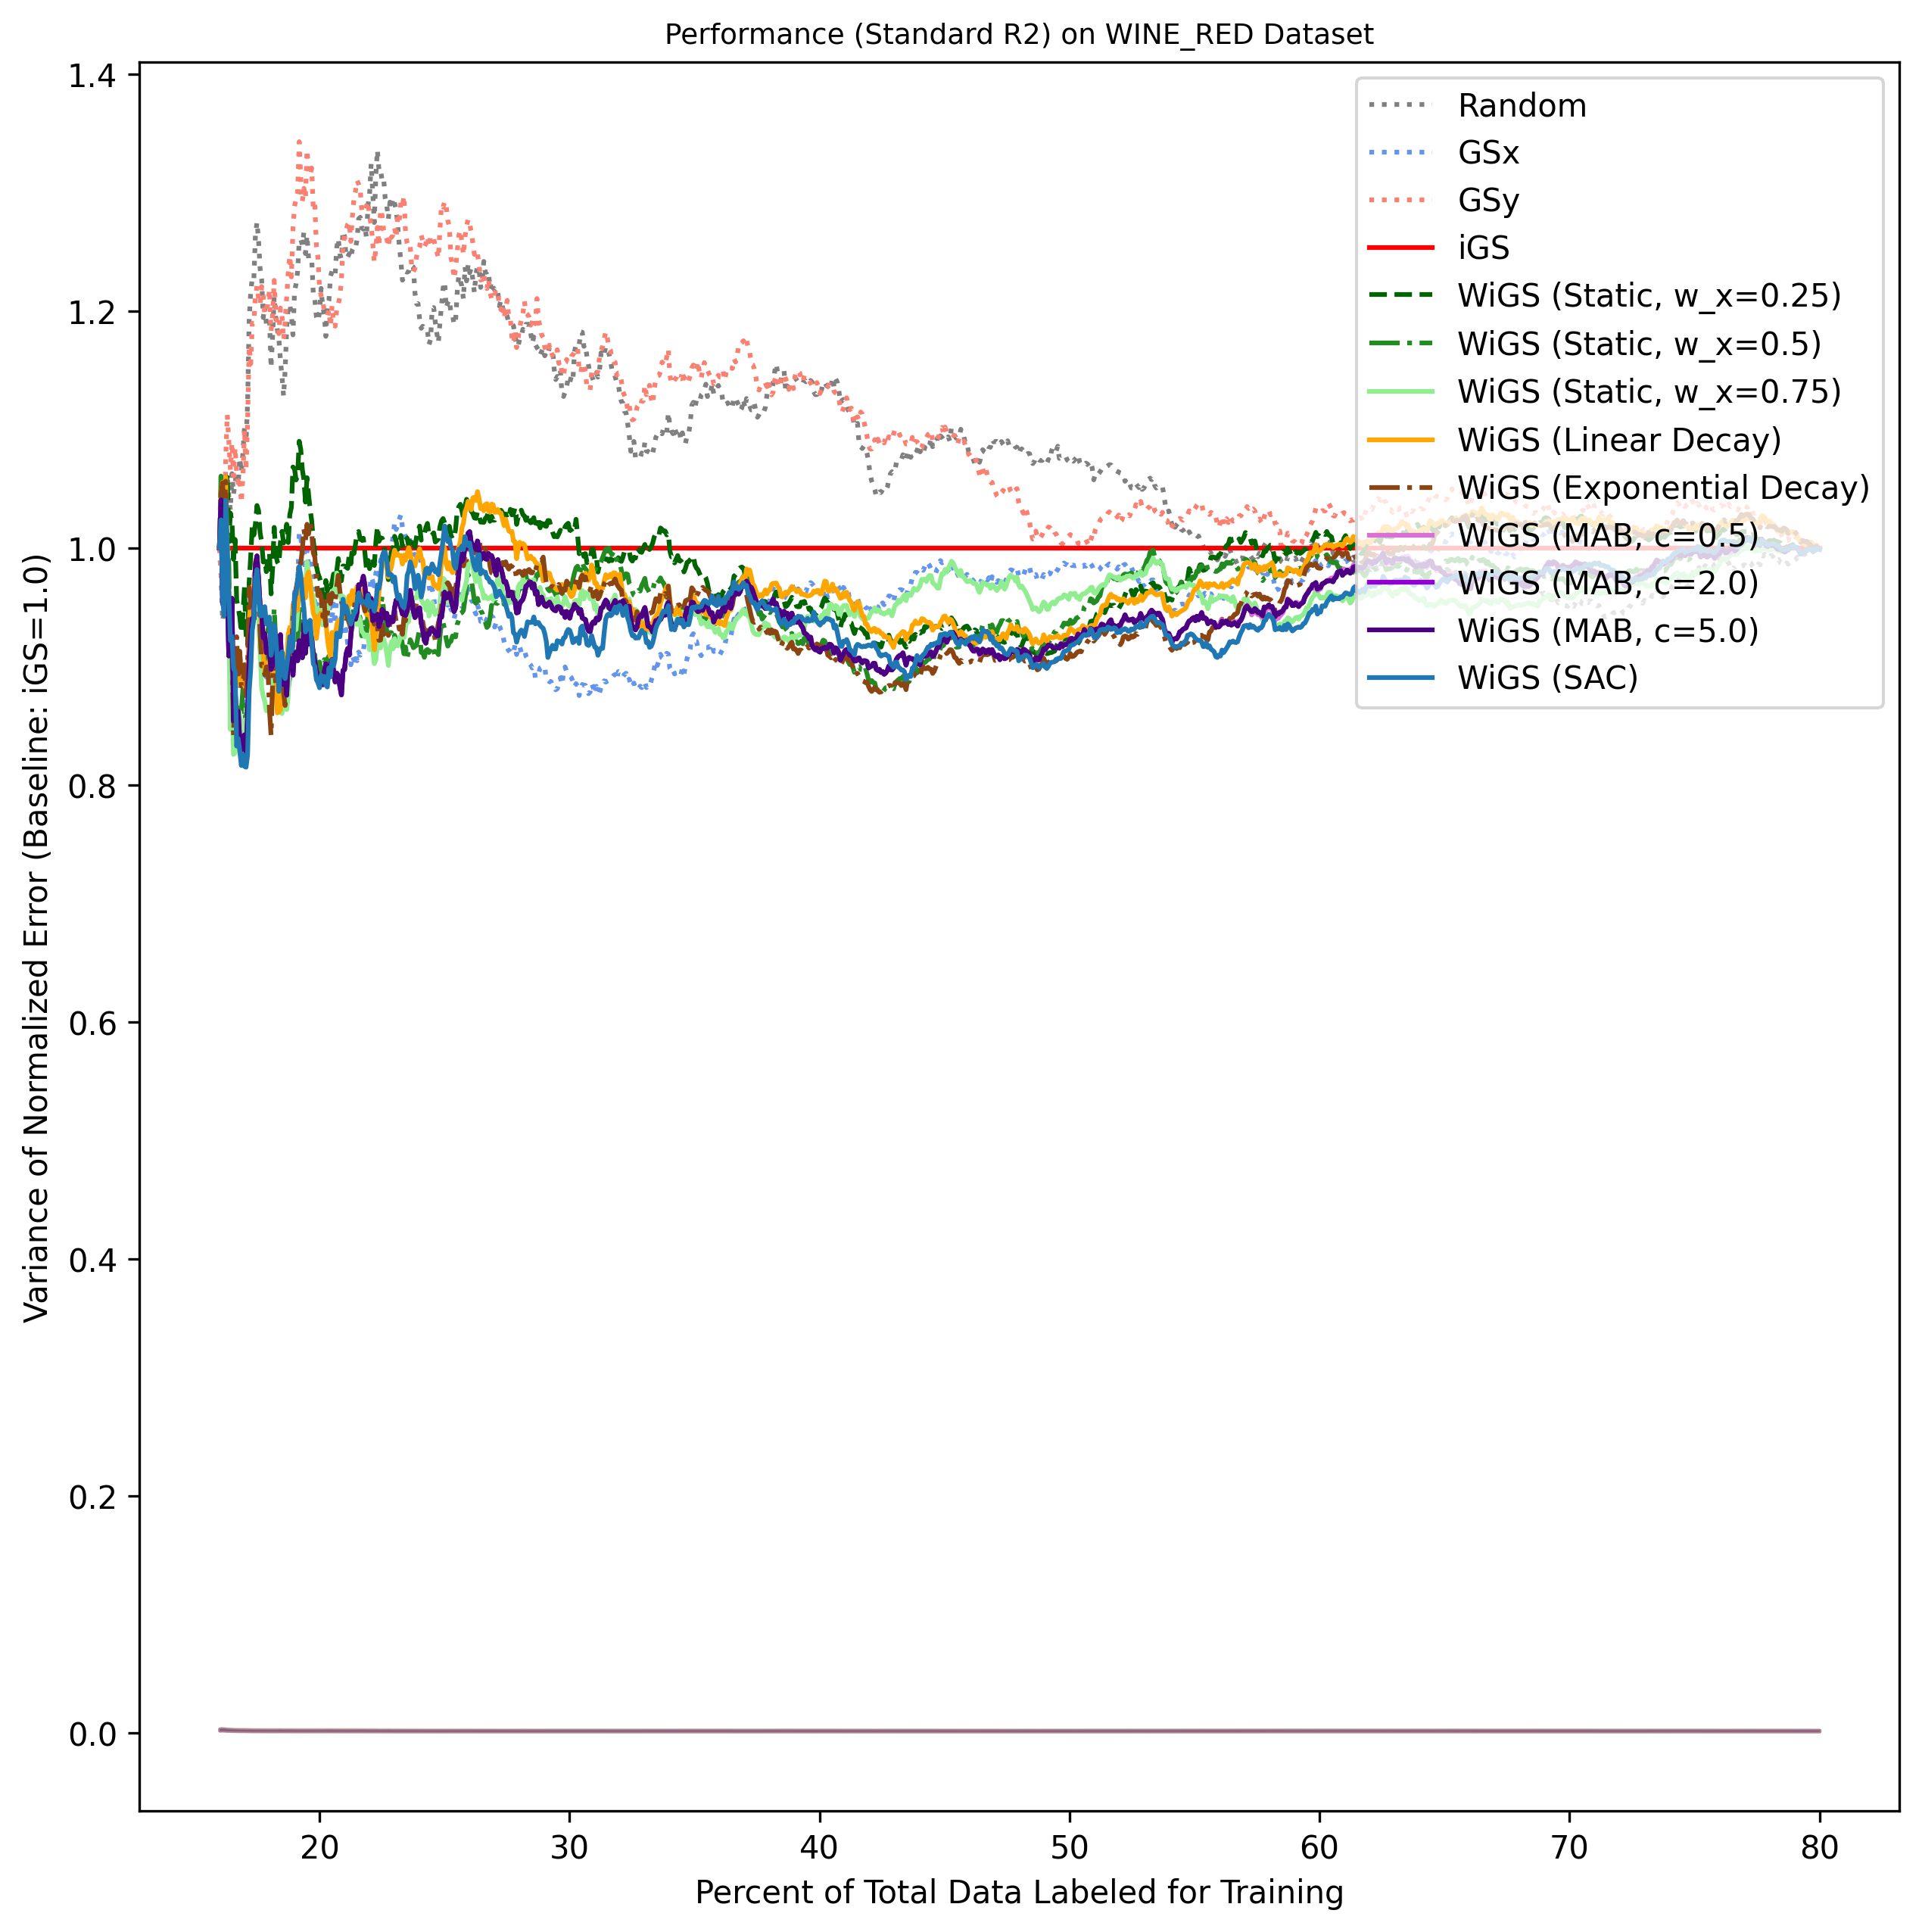 Performance (Standard R2) on WINE_RED Dataset
Variance of Normalized Error (Baseline: iGS=1.0)
1.4
1.2
1.0
0.8
0.6
0.4
0.2
0.0
Random
GSx
GSy
iGS
WiGS (Static, w_x=0.25)
WiGS (Static, w_x=0.5)
WiGS (Static, w_x=0.75)
WiGS (Linear Decay)
WiGS (Exponential Decay)
WiGS (MAB, c=0.5)
WiGS (MAB, c=2.0)
WiGS (MAB, c=5.0)
WiGS (SAC)
20 30 40 50 60 70 80
Percent of Total Data Labeled for Training